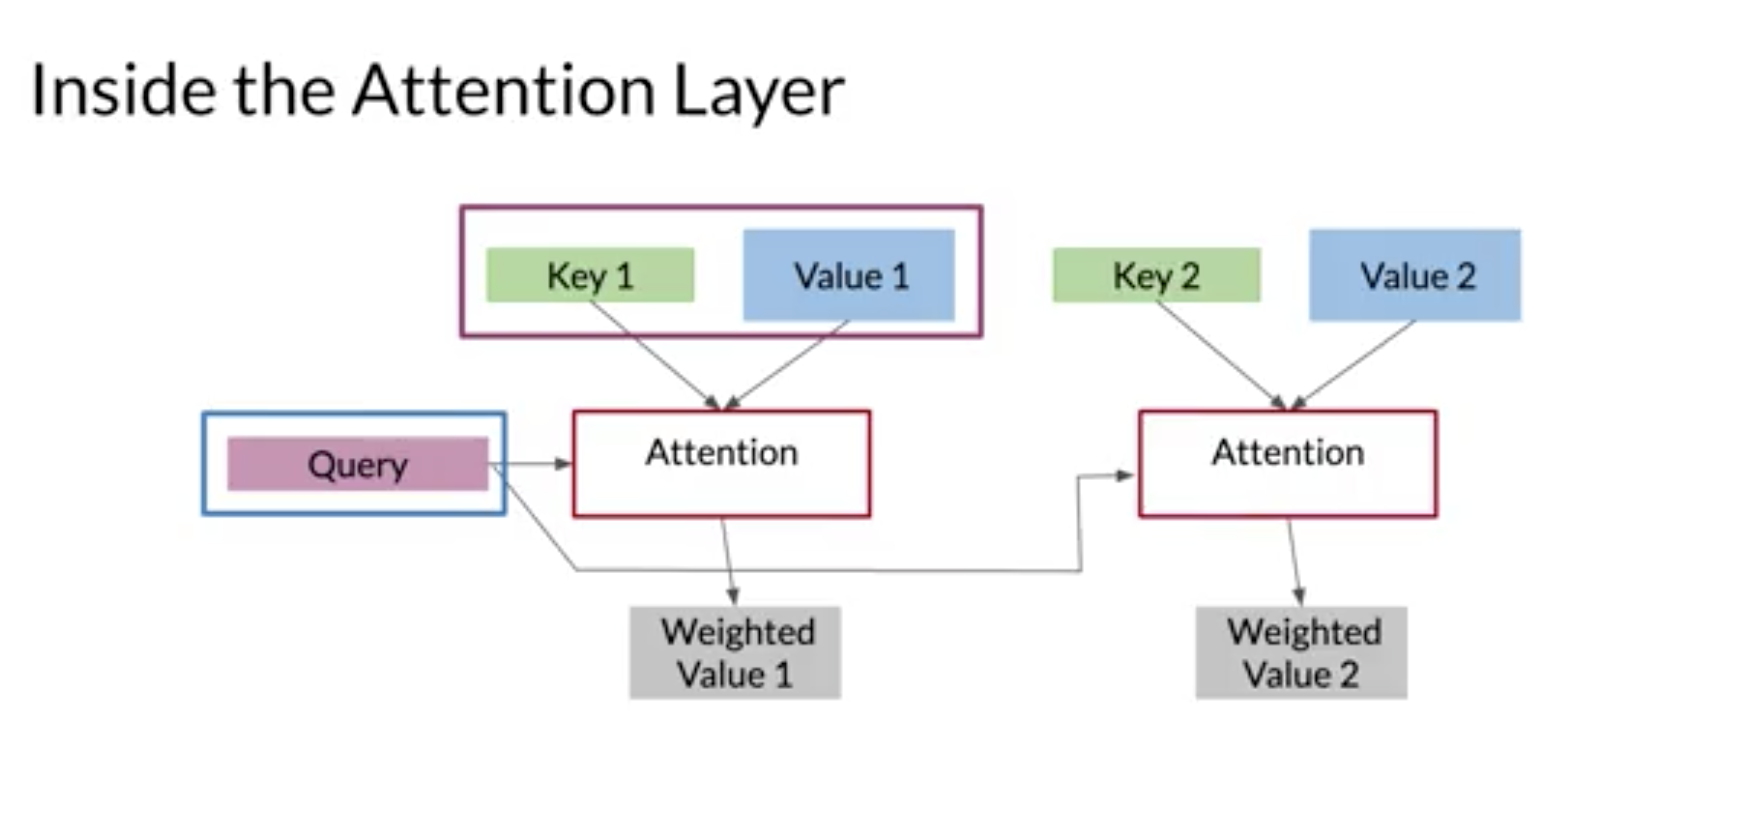 Inside the Attention Layer
Key 1
Value 1
Key 2
Value 2
Query
Attention
Attention
Weighted
Value 1
Weighted
Value 2